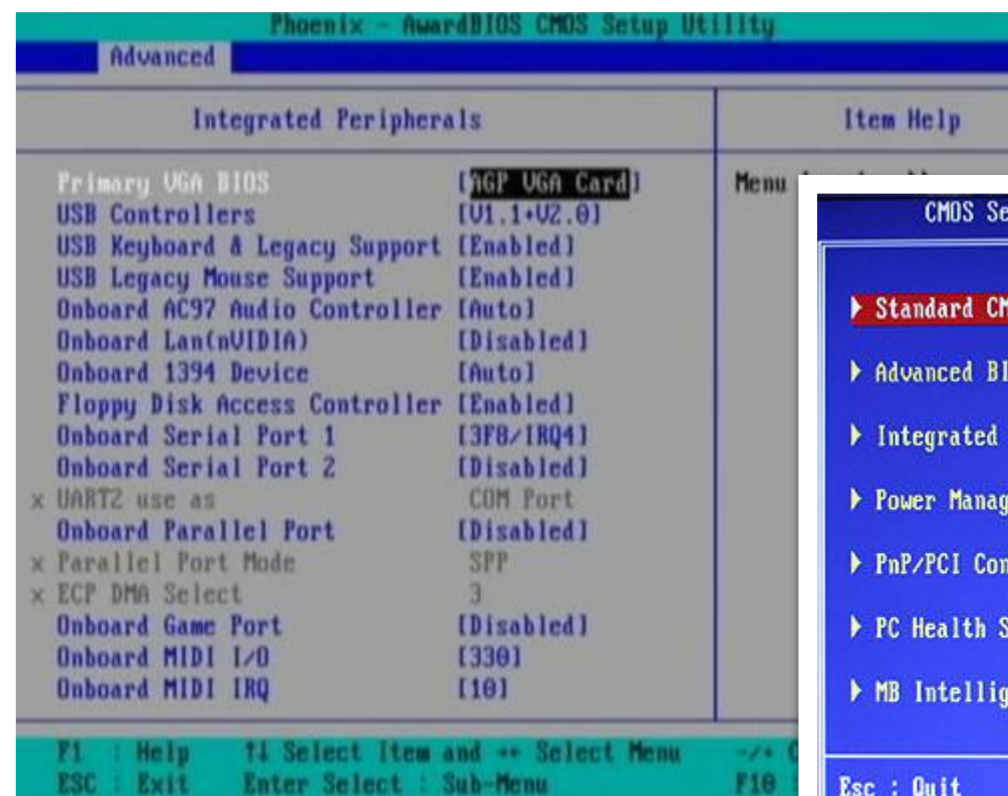 Phoenix - AwardBIOS CMOS Setup Utility
Advanced
Integrated Peripherals
Item Help
Primary VGA BIOS [AGP VGA Card]
Menu
USB Controllers [V1.1+V2.0]
USB Keyboard & Legacy Support [Enabled]
USB Legacy Mouse Support [Enabled]
Onboard AC97 Audio Controller [Auto]
Onboard Lan(nVIDIA) [Disabled]
Onboard 1394 Device [Auto]
Floppy Disk Access Controller [Enabled]
Onboard Serial Port 1 [3F8/IRQ4]
Onboard Serial Port 2 [Disabled]
x UART2 use as COM Port
Onboard Parallel Port [Disabled]
x Parallel Port Mode SPP
x ECP DMA Select 3
Onboard Game Port [Disabled]
Onboard MIDI I/O [330]
Onboard MIDI IRQ [10]
F1 : Help ↑↓ Select Item and ↔ Select Menu -/+ C
ESC : Exit Enter Select : Sub-Menu F10 :
CMOS Se
Standard CM
Advanced BI
Integrated
Power Manag
PnP/PCI Con
PC Health S
MB Intellig
Esc : Quit